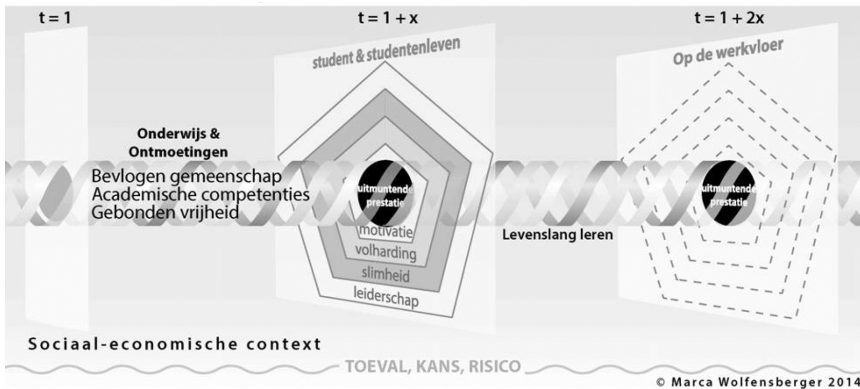 t = 1
t = 1 + x
t = 1 + 2x
student & studentenleven
Op de werkvloer
Onderwijs &
Ontmoetingen
Bevlogen gemeenschap
Academische competenties
Gebonden vrijheid
uitmuntende
prestatie
motivatie
volharding
slimheid
leiderschap
uitmuntende
prestatie
Levenslang leren
Sociaal-economische context
TOEVAL, KANS, RISICO
© Marca Wolfensberger 2014